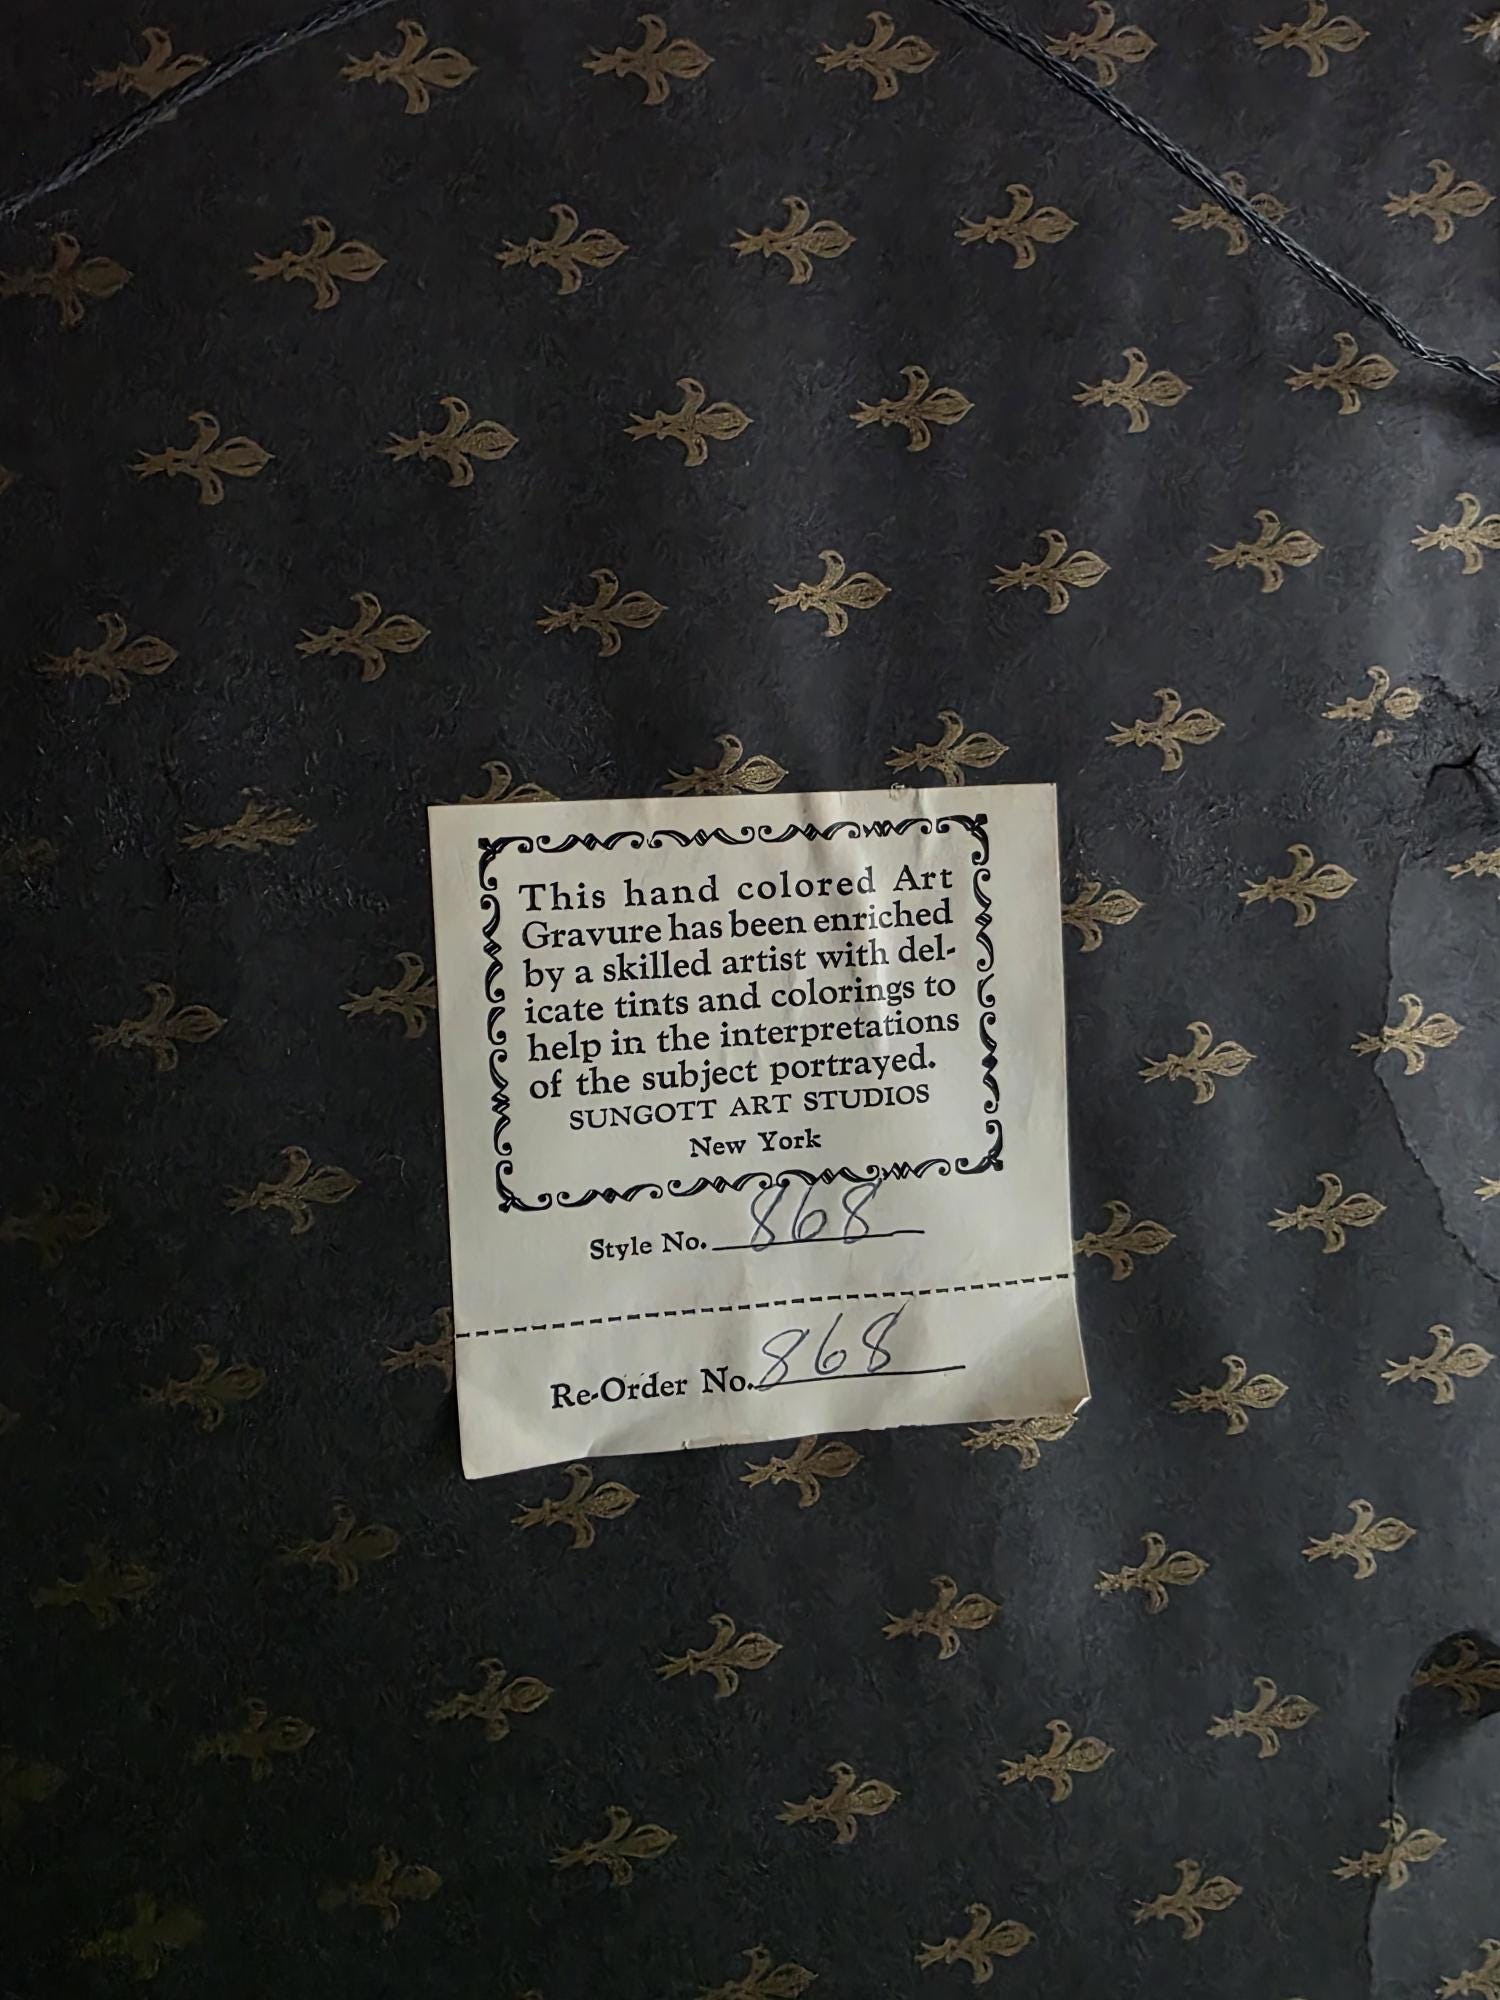 This hand colored Art
Gravure has been enriched
by a skilled artist with del-
icate tints and colorings to
help in the interpretations
of the subject portrayed.
SUNGOTT ART STUDIOS
New York
Style No. 868
Re-Order No. 868